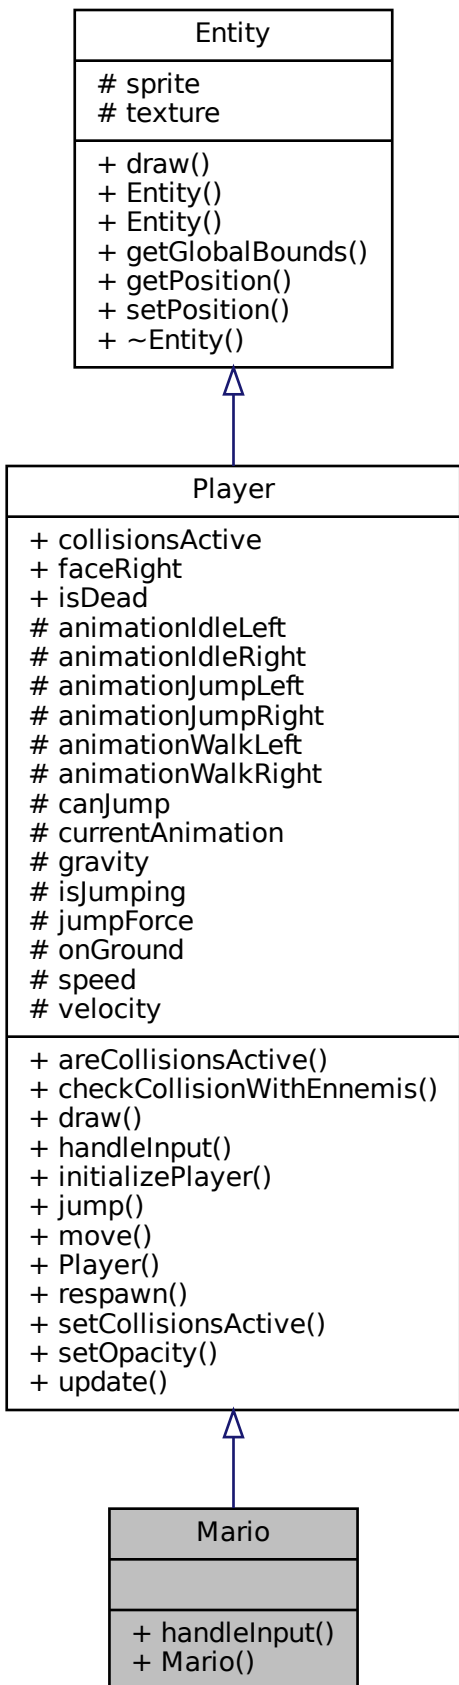 Entity
# sprite
# texture
+ draw()
+ Entity()
+ Entity()
+ getGlobalBounds()
+ getPosition()
+ setPosition()
+ ~Entity()
Player
+ collisionsActive
+ faceRight
+ isDead
# animationIdleLeft
# animationIdleRight
# animationJumpLeft
# animationJumpRight
# animationWalkLeft
# animationWalkRight
# canJump
# currentAnimation
# gravity
# isJumping
# jumpForce
# onGround
# speed
# velocity
+ areCollisionsActive()
+ checkCollisionWithEnnemis()
+ draw()
+ handleInput()
+ initializePlayer()
+ jump()
+ move()
+ Player()
+ respawn()
+ setCollisionsActive()
+ setOpacity()
+ update()
Mario
+ handleInput()
+ Mario()